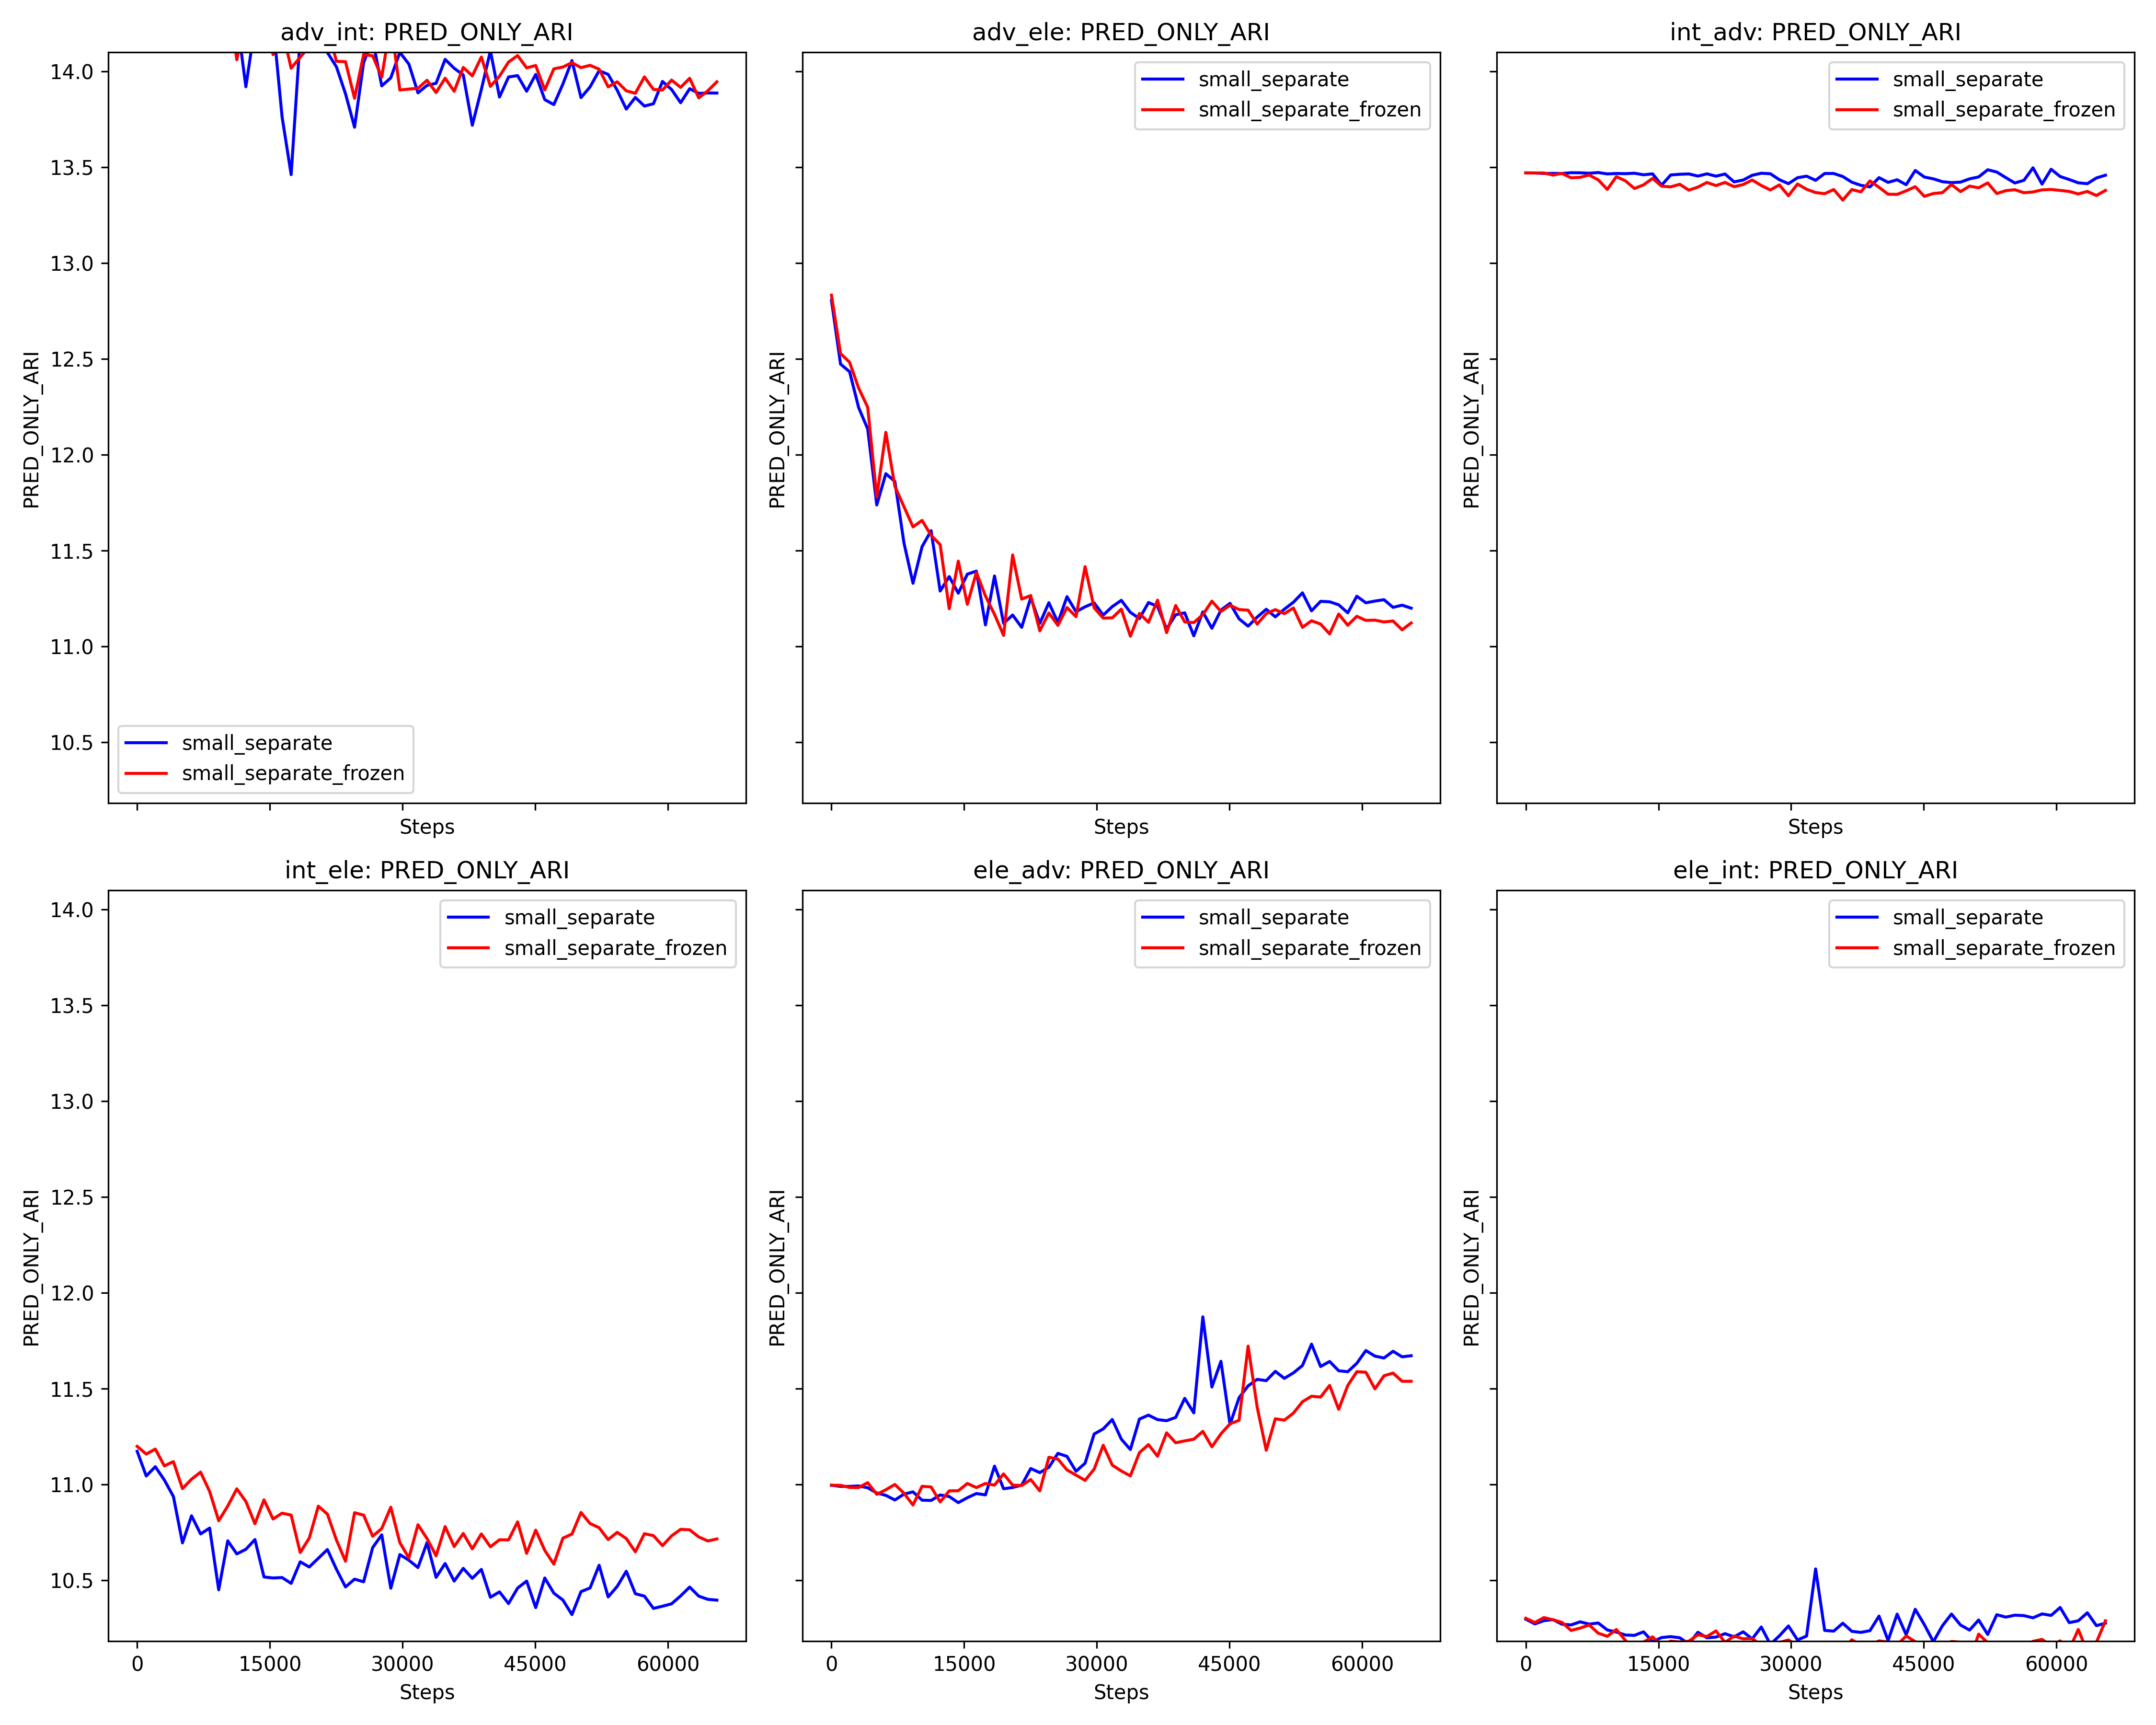 adv_int: PRED_ONLY_ARI
14.0
13.5
13.0
12.5
12.0
11.5
11.0
10.5
PRED_ONLY_ARI
small_separate
small_separate_frozen
Steps
adv_ele: PRED_ONLY_ARI
PRED_ONLY_ARI
small_separate
small_separate_frozen
Steps
int_adv: PRED_ONLY_ARI
PRED_ONLY_ARI
small_separate
small_separate_frozen
Steps
int_ele: PRED_ONLY_ARI
14.0
13.5
13.0
12.5
12.0
11.5
11.0
10.5
PRED_ONLY_ARI
small_separate
small_separate_frozen
0 15000 30000 45000 60000
Steps
ele_adv: PRED_ONLY_ARI
PRED_ONLY_ARI
small_separate
small_separate_frozen
0 15000 30000 45000 60000
Steps
ele_int: PRED_ONLY_ARI
PRED_ONLY_ARI
small_separate
small_separate_frozen
0 15000 30000 45000 60000
Steps